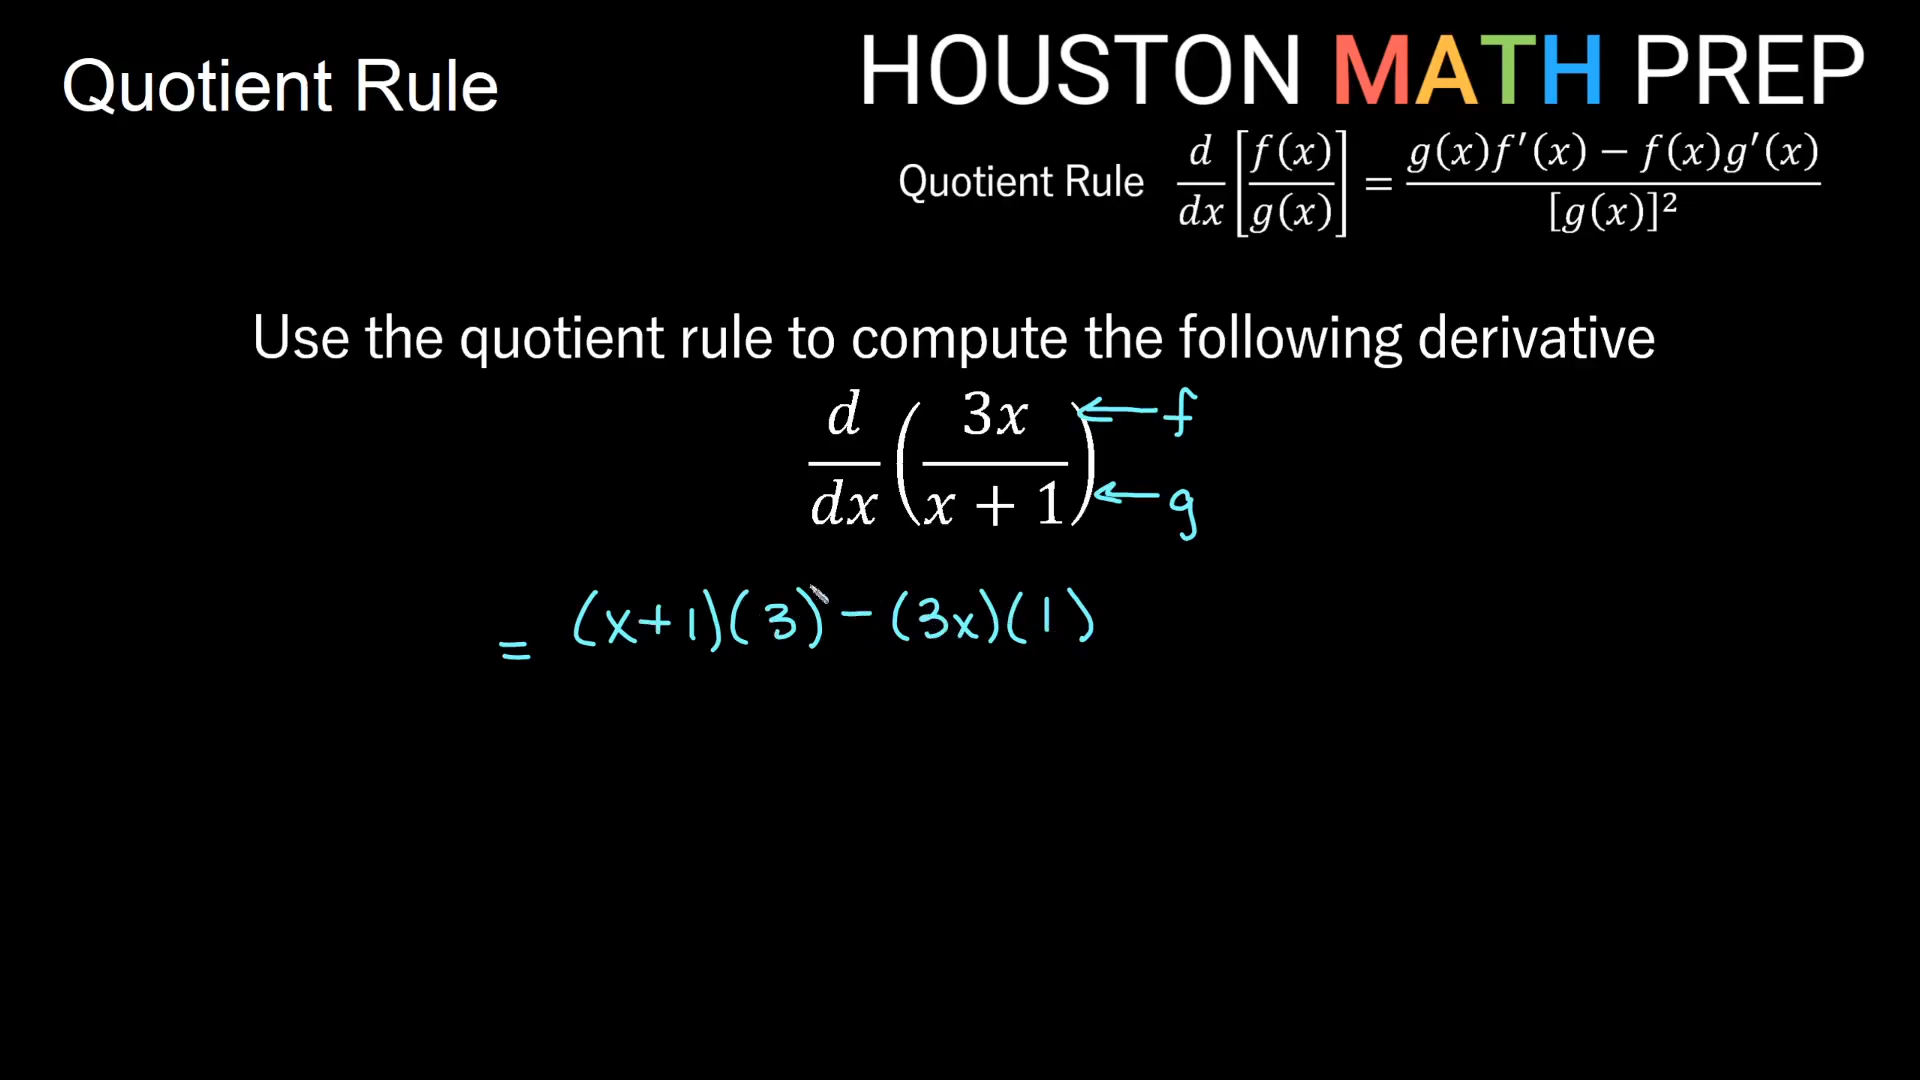 Quotient Rule
HOUSTON MATH PREP
Quotient Rule d/dx [f(x)/g(x)] = g(x)f′(x) − f(x)g′(x) / [g(x)]²
Use the quotient rule to compute the following derivative
d/dx (3x / x + 1) ← f ← g
= (x+1)(3) − (3x)(1)